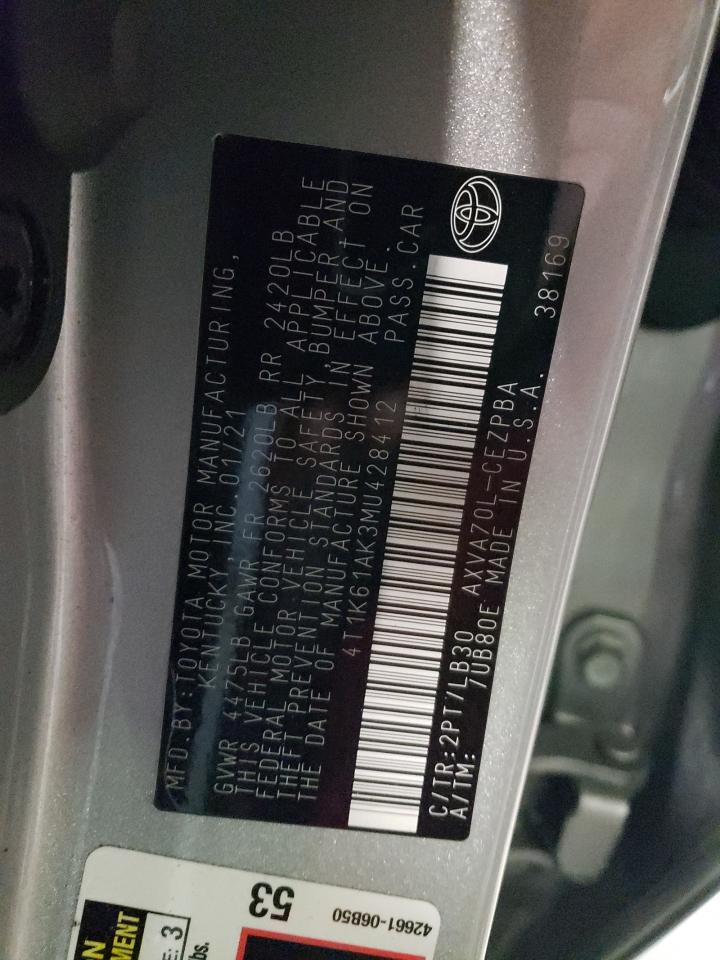 MFD.BY:TOYOTA MOTOR MANUFACTURING,
KENTUCKY INC.01/21
GVWR 4475LB GAWR FR 2620LB RR 2420LB
THIS VEHICLE CONFORMS TO ALL APPLICABLE
FEDERAL MOTOR VEHICLE SAFETY, BUMPER, AND
THEFT PREVENTION STANDARDS IN EFFECT ON
THE DATE OF MANUFACTURE SHOWN ABOVE.
4T1K61AK3MU428412 PASS.CAR
C/TR:2PT/LB30 AXVA70L-CEZPBA
A/TM: /UB80E MADE IN U.S.A. 38169
53
42661-06B50
3
lbs.